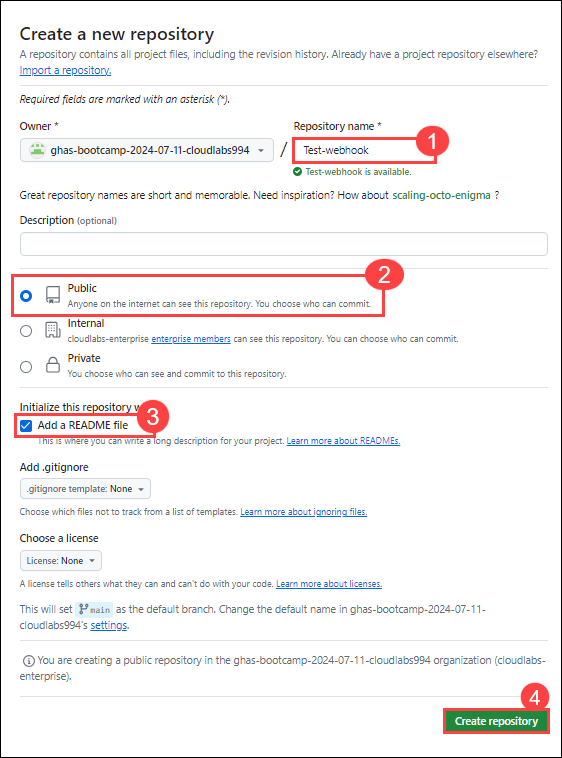 Create a new repository
A repository contains all project files, including the revision history. Already have a project repository elsewhere?
Import a repository.
Required fields are marked with an asterisk (*).
Owner *
Repository name *
1
ghas-bootcamp-2024-07-11-cloudlabs994 / Test-webhook
Test-webhook is available.
Great repository names are short and memorable. Need inspiration? How about scaling-octo-enigma ?
Description (optional)
2
Public
Anyone on the internet can see this repository. You choose who can commit.
Internal
cloudlabs-enterprise enterprise members can see this repository. You can choose who can commit.
Private
You choose who can see and commit to this repository.
Initialize this repository
3
Add a README file
This is where you can write a long description for your project. Learn more about READMEs.
Add .gitignore
.gitignore template: None
Choose which files not to track from a list of templates. Learn more about ignoring files.
Choose a license
License: None
A license tells others what they can and can't do with your code. Learn more about licenses.
This will set main as the default branch. Change the default name in ghas-bootcamp-2024-07-11-
cloudlabs994's settings.
You are creating a public repository in the ghas-bootcamp-2024-07-11-cloudlabs994 organization (cloudlabs-
enterprise).
4
Create repository